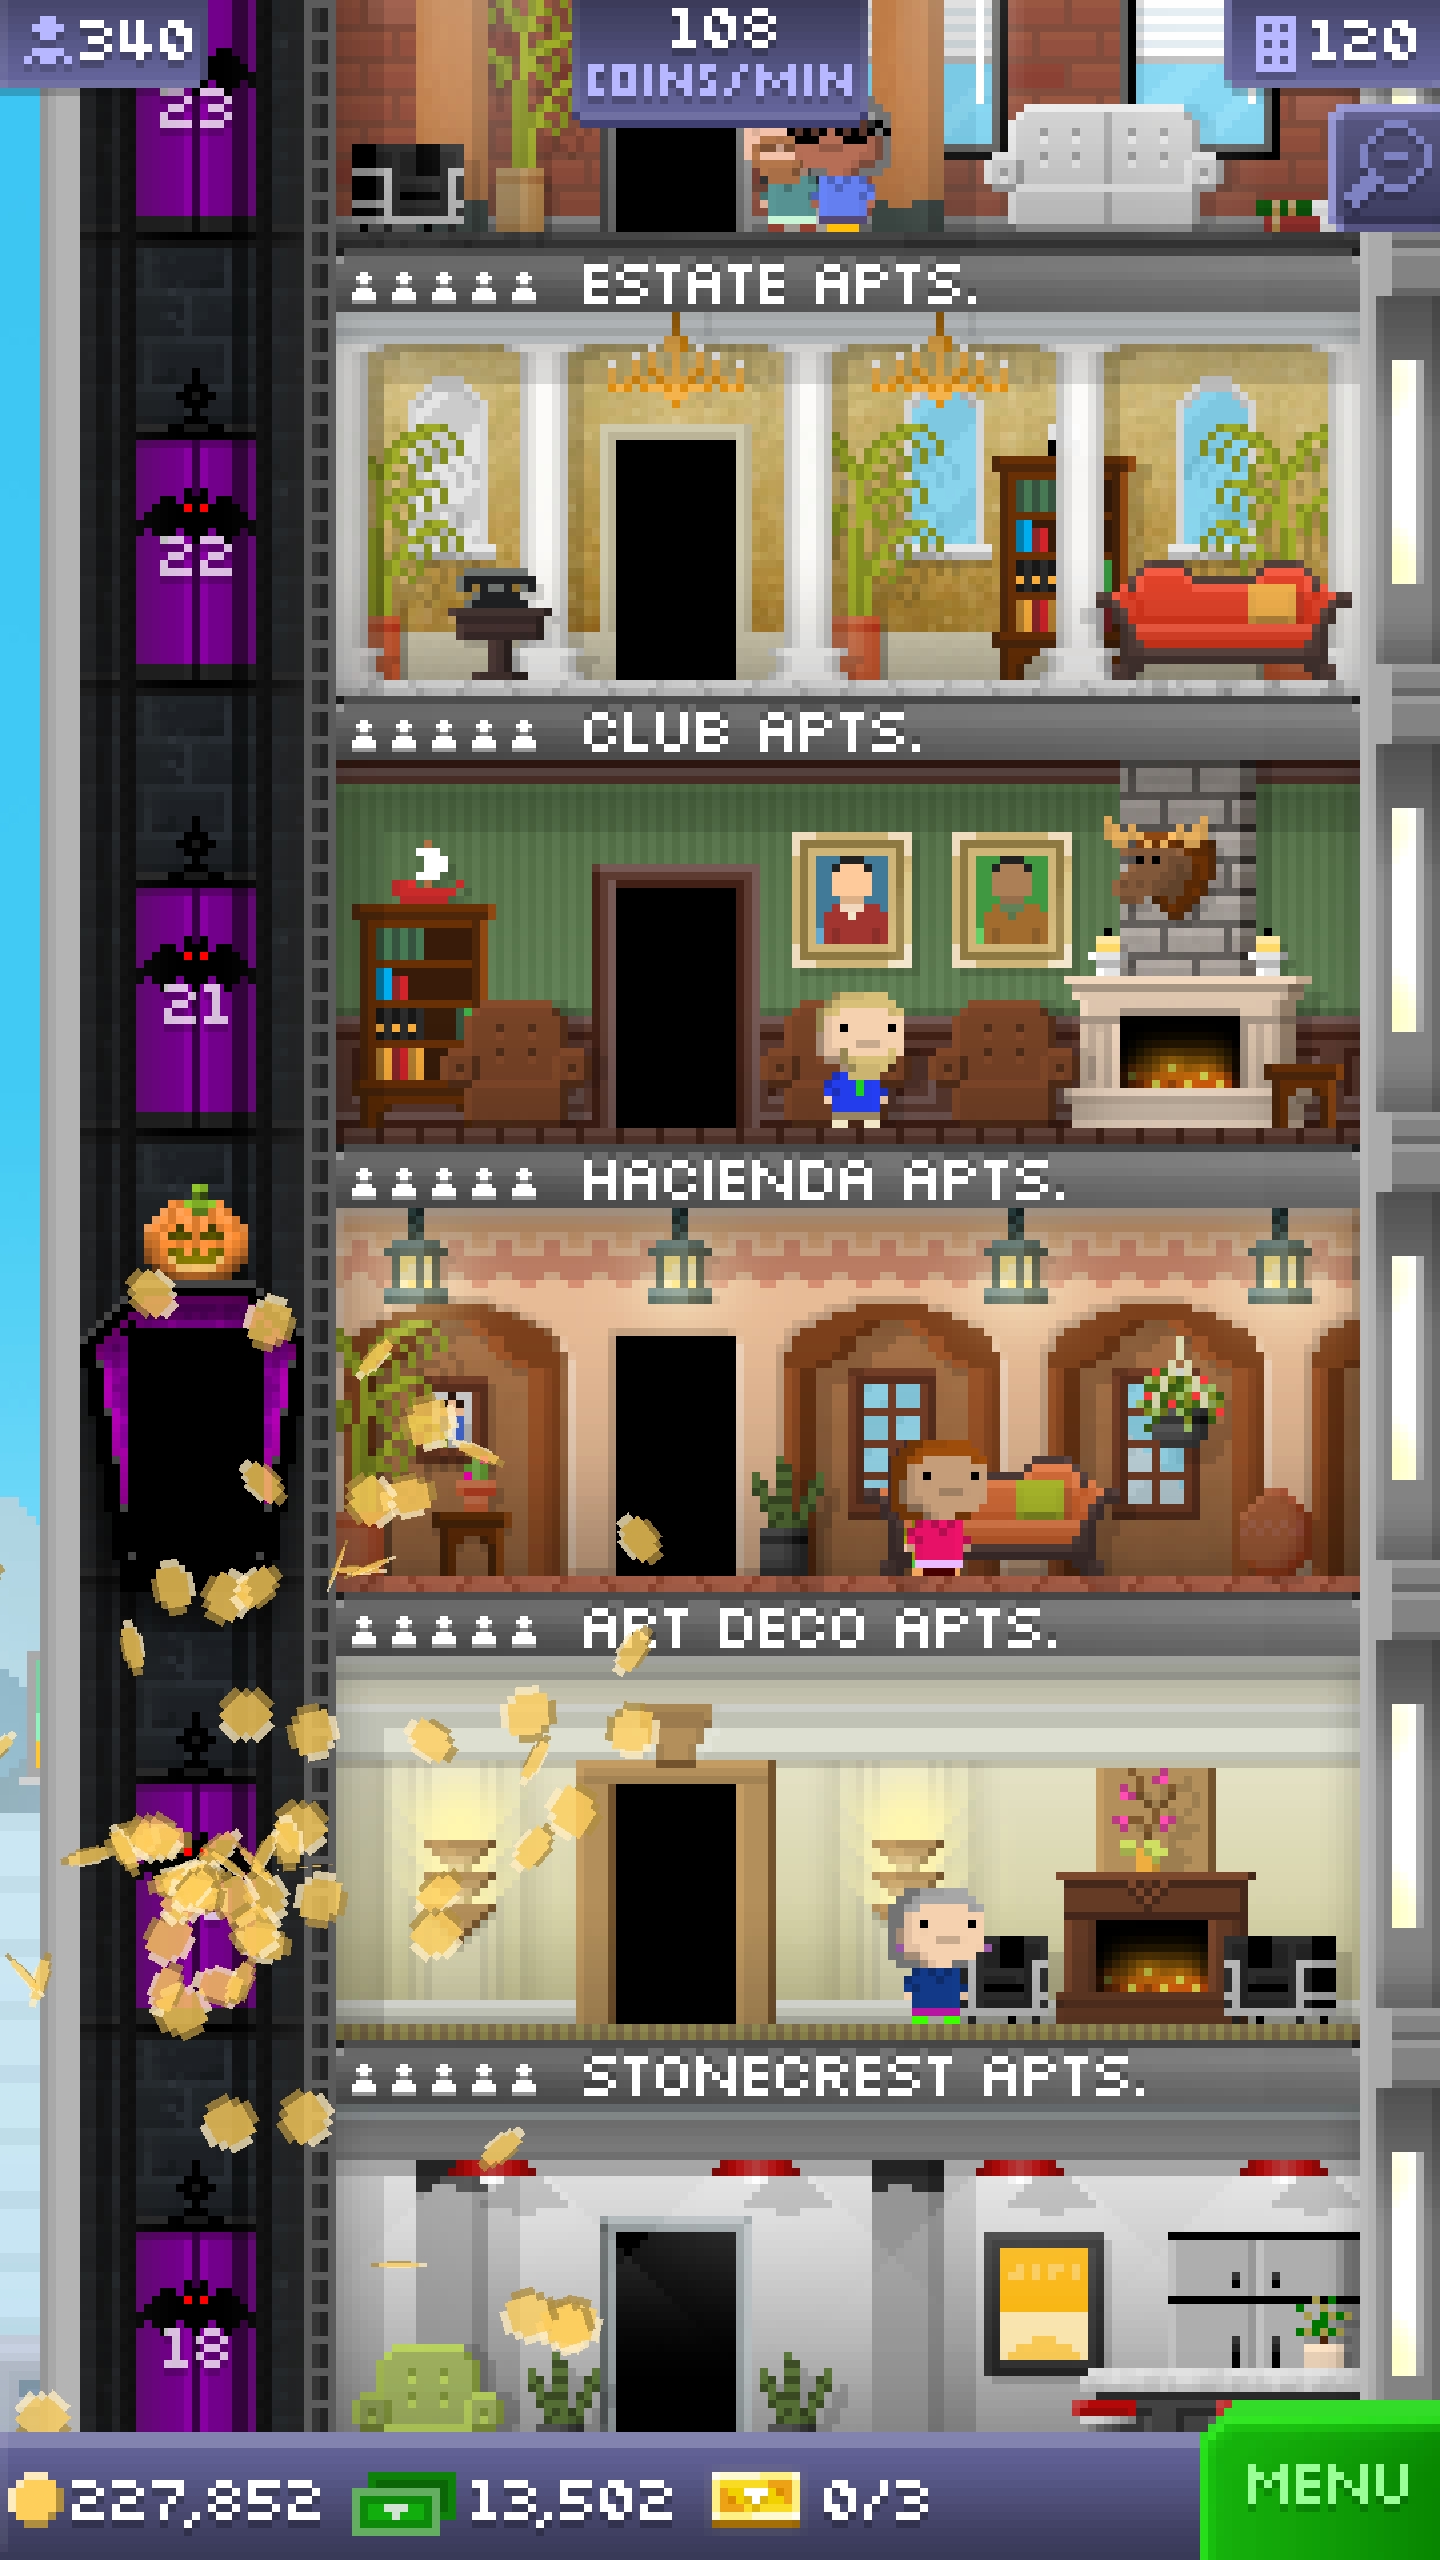 340
108
COINS/MIN
120
23
ESTATE APTS.
22
CLUB APTS.
21
HACIENDA APTS.
ART DECO APTS.
STONECREST APTS.
18
227,852
13,502
0/3
MENU